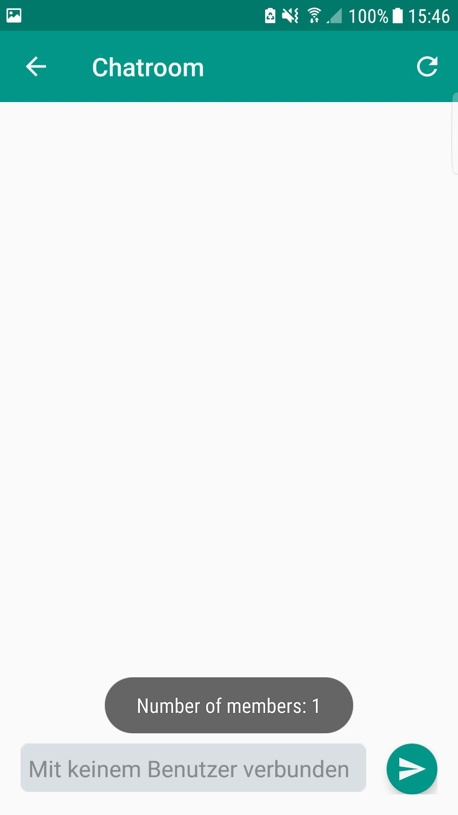 100% 15:46
Chatroom
Number of members: 1
Mit keinem Benutzer verbunden